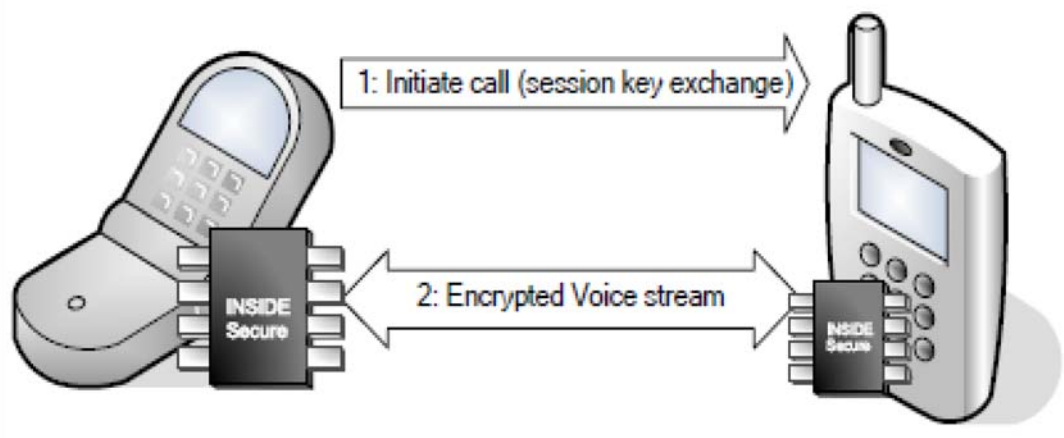 1: Initiate call (session key exchange)
2: Encrypted Voice stream
INSIDE
Secure
INSIDE
Secure